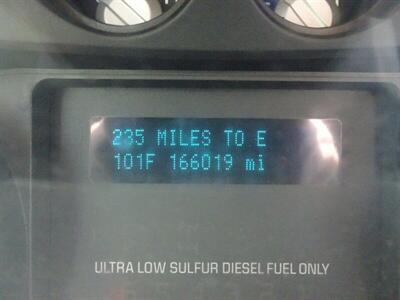 235 MILES TO E
101F 166019 mi
ULTRA LOW SULFUR DIESEL FUEL ONLY